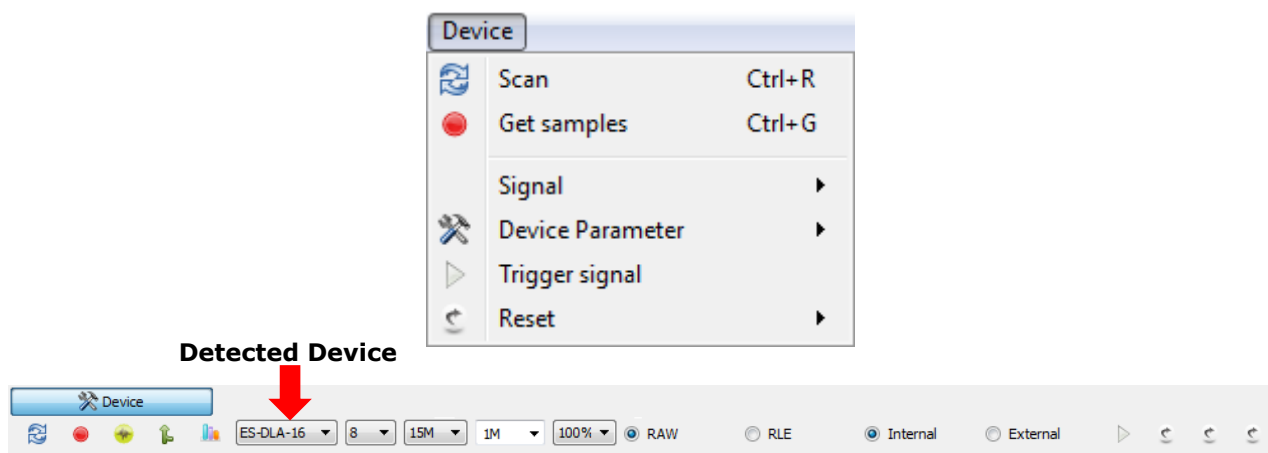 Device
Scan Ctrl+R
Get samples Ctrl+G
Signal
Device Parameter
Trigger signal
Reset
Detected Device
Device
ES-DLA-16 8 15M 1M 100% RAW RLE Internal External